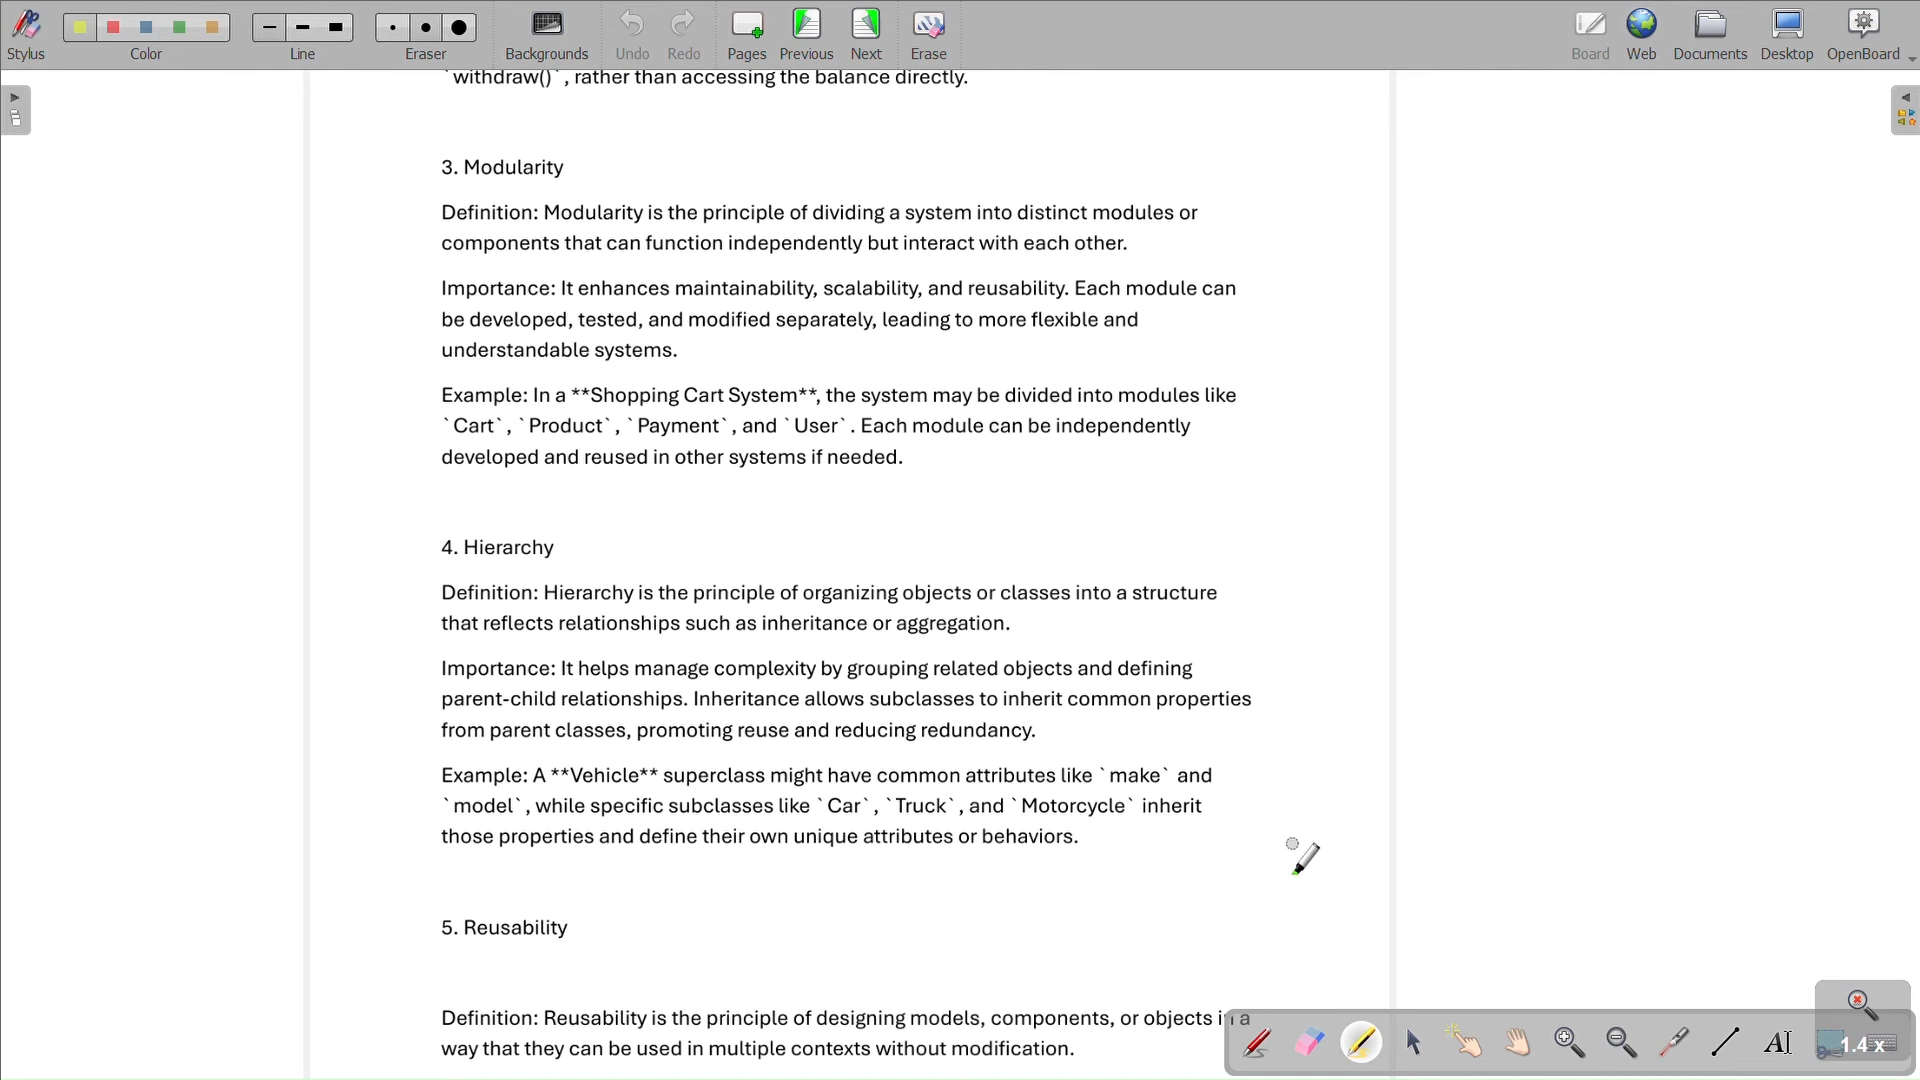 Stylus
Color
Line
Eraser
Backgrounds
Undo
Redo
Pages
Previous
Next
Erase
Board
Web
Documents
Desktop
OpenBoard
`withdraw()`, rather than accessing the balance directly.
3. Modularity
Definition: Modularity is the principle of dividing a system into distinct modules or
components that can function independently but interact with each other.
Importance: It enhances maintainability, scalability, and reusability. Each module can
be developed, tested, and modified separately, leading to more flexible and
understandable systems.
Example: In a **Shopping Cart System**, the system may be divided into modules like
`Cart`, `Product`, `Payment`, and `User`. Each module can be independently
developed and reused in other systems if needed.
4. Hierarchy
Definition: Hierarchy is the principle of organizing objects or classes into a structure
that reflects relationships such as inheritance or aggregation.
Importance: It helps manage complexity by grouping related objects and defining
parent-child relationships. Inheritance allows subclasses to inherit common properties
from parent classes, promoting reuse and reducing redundancy.
Example: A **Vehicle** superclass might have common attributes like `make` and
`model`, while specific subclasses like `Car`, `Truck`, and `Motorcycle` inherit
those properties and define their own unique attributes or behaviors.
5. Reusability
Definition: Reusability is the principle of designing models, components, or objects in a
way that they can be used in multiple contexts without modification.
AI
1.4 x